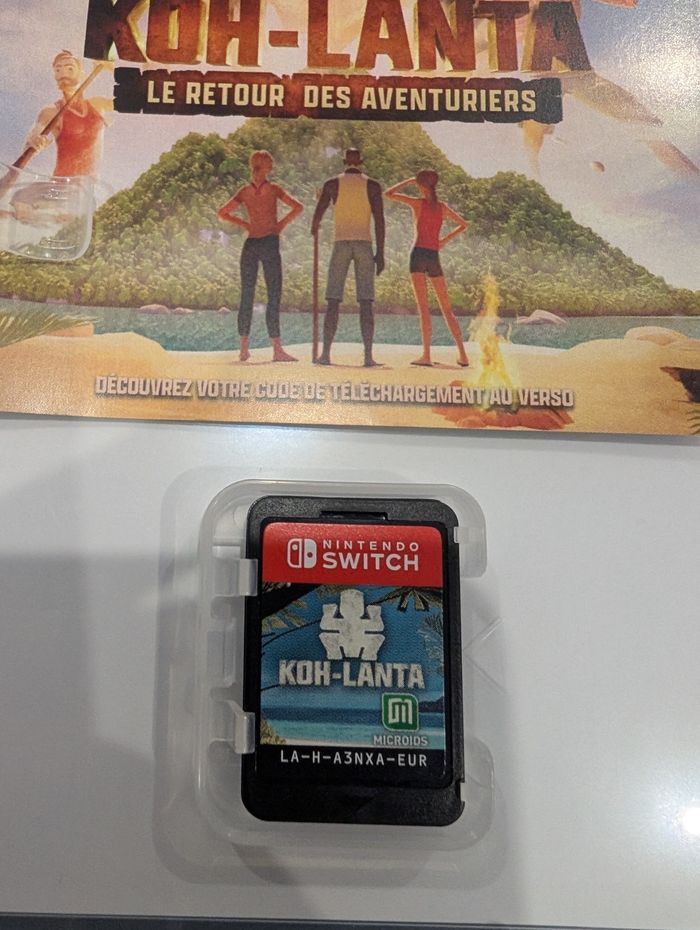 KOH-LANTA
LE RETOUR DES AVENTURIERS
DÉCOUVREZ VOTRE CODE DE TÉLÉCHARGEMENT AU VERSO
NINTENDO
SWITCH
KOH-LANTA
MICROIDS
LA-H-A3NXA-EUR